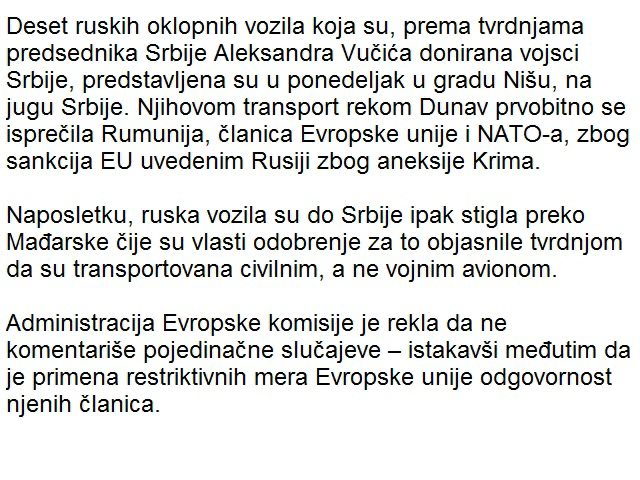 Deset ruskih oklopnih vozila koja su, prema tvrdnjama
predsednika Srbije Aleksandra Vučića donirana vojsci
Srbije, predstavljena su u ponedeljak u gradu Nišu, na
jugu Srbije. Njihovom transport rekom Dunav prvobitno se
isprečila Rumunija, članica Evropske unije i NATO-a, zbog
sankcija EU uvedenim Rusiji zbog aneksije Krima.
Naposletku, ruska vozila su do Srbije ipak stigla preko
Mađarske čije su vlasti odobrenje za to objasnile tvrdnjom
da su transportovana civilnim, a ne vojnim avionom.
Administracija Evropske komisije je rekla da ne
komentariše pojedinačne slučajeve – istakavši međutim da
je primena restriktivnih mera Evropske unije odgovornost
njenih članica.